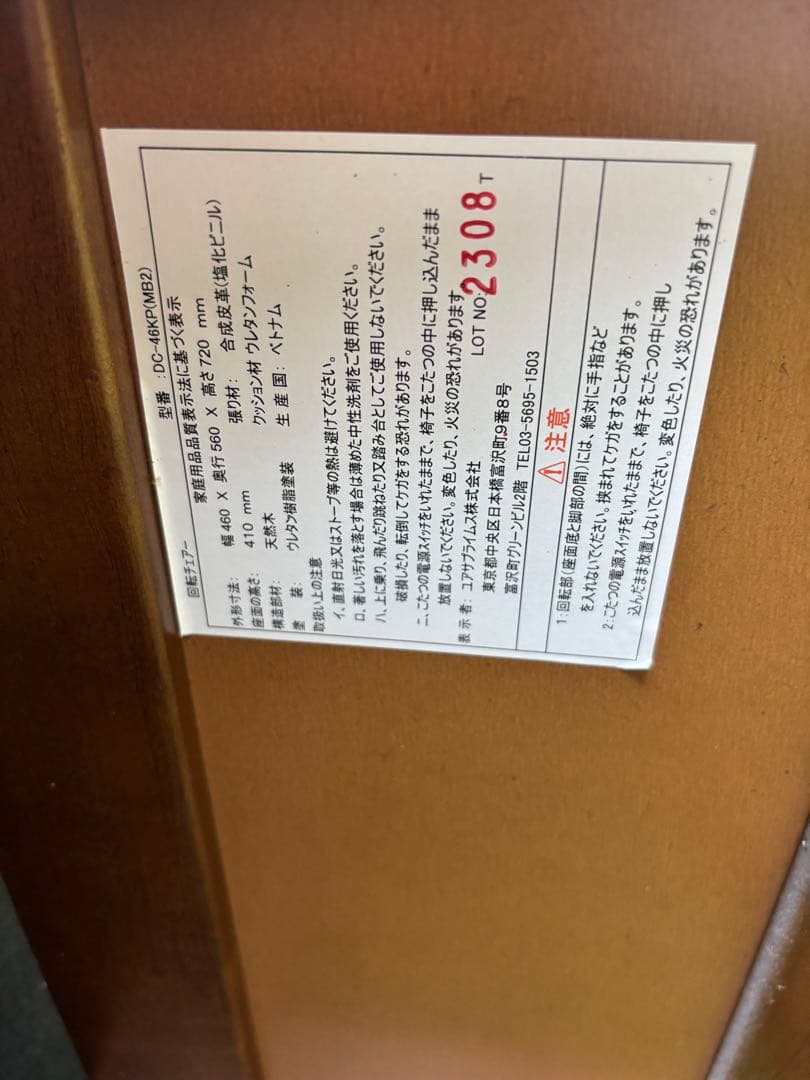 回転チェアー
型番 :DC-46KP(MB2)
家庭用品品質表示法に基づく表示
外形寸法: 幅 460 X 奥行 560 X 高さ 720 mm
座面の高さ: 410 mm 張り材: 合成皮革(塩化ビニル)
構造部材: 天然木 クッション材 ウレタンフォーム
塗 装: ウレタン樹脂塗装 生 産 国: ベトナム
取扱い上の注意
イ、直射日光又はストーブ等の熱は避けてください。
ロ、著しい汚れを落とす場合は薄めた中性洗剤をご使用ください。
ハ、上に乗り、飛んだり跳ねたり又踏み台としてご使用しないでください。
破損したり、転倒してケガをする恐れがあります。
ニ、こたつの電源スイッチをいれたままで、椅子をこたつの中に押し込んだまま
放置しないでください。変色したり、火災の恐れがあります
表 示 者: ユアサプライムス株式会社 LOT NO: 2308 T
東京都中央区日本橋富沢町,9番8号
富沢町グリーンビル2階 TEL03-5695-1503
⚠ 注意
1:回転部(座面底と脚部の間)には、絶対に手指など
を入れないでください。挟まれてケガをすることがあります。
2:こたつの電源スイッチをいれたままで、椅子をこたつの中に押し
込んだまま放置しないでください。変色したり、火災の恐れがあります。